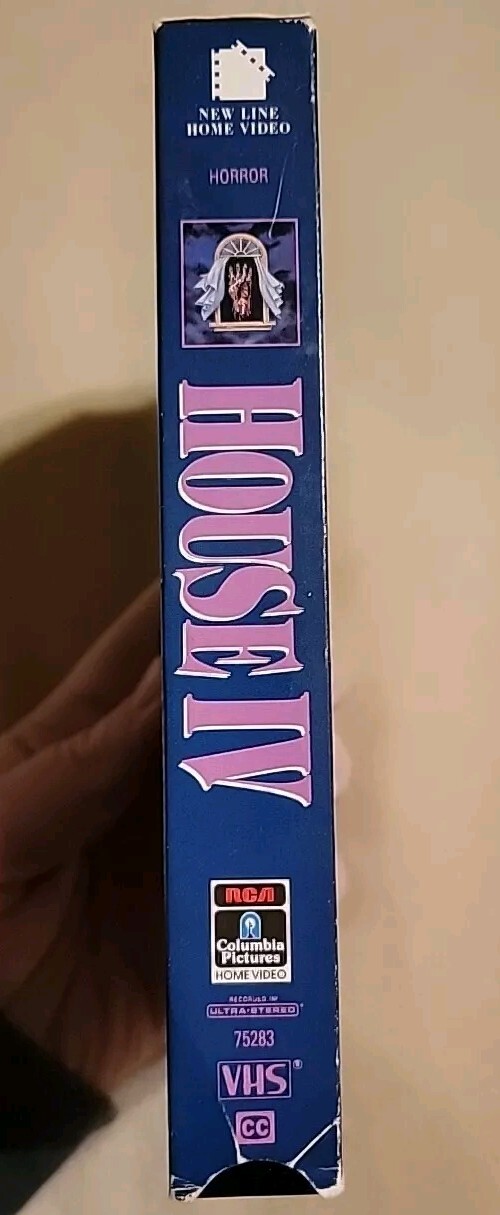 NEW LINE
HOME VIDEO
HORROR
HOUSE IV
RCA
Columbia
Pictures
HOME VIDEO
RECORDED IN
ULTRA-STEREO®
75283
VHS®
CC